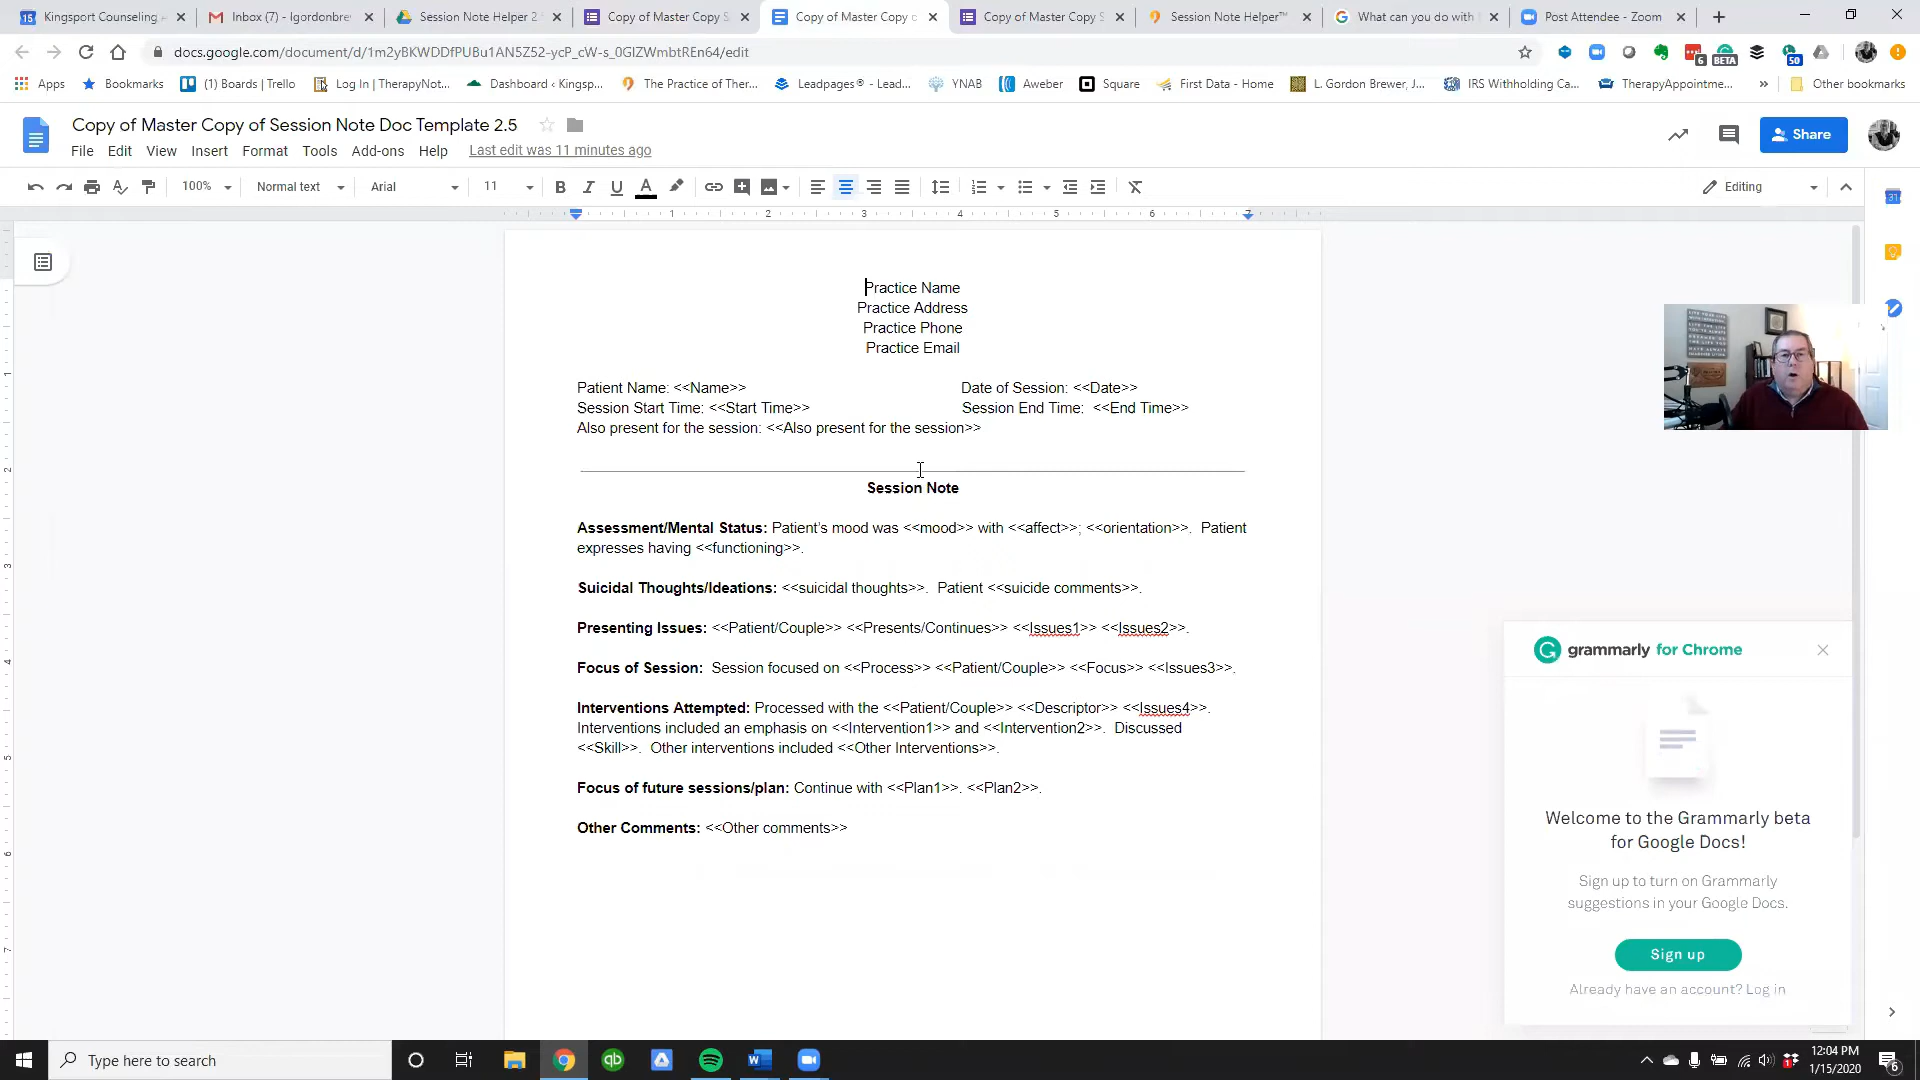 Kingsport Counseling
Inbox (7) - lgordonbre
Session Note Helper 2
Copy of Master Copy S
Copy of Master Copy o
Copy of Master Copy S
Session Note Helper™
What can you do with
Post Attendee - Zoom
docs.google.com/document/d/1m2yBKWDDfPUBu1AN5Z52-ycP_cW-s_0GIZWmbtREn64/edit
6
BETA
50
Apps
Bookmarks
(1) Boards | Trello
Log In | TherapyNot...
Dashboard ‹ Kingsp...
The Practice of Ther...
Leadpages® - Lead...
YNAB
Aweber
Square
First Data - Home
L. Gordon Brewer, J...
IRS Withholding Ca...
TherapyAppointme...
»
Other bookmarks
Copy of Master Copy of Session Note Doc Template 2.5
Share
File Edit View Insert Format Tools Add-ons Help Last edit was 11 minutes ago
100% Normal text Arial 11 B I U A Editing
1 2 3 4 5 6 7
Practice Name
Practice Address
Practice Phone
Practice Email
Patient Name: <<Name>> Date of Session: <<Date>>
Session Start Time: <<Start Time>> Session End Time: <<End Time>>
Also present for the session: <<Also present for the session>>
Session Note
Assessment/Mental Status: Patient's mood was <<mood>> with <<affect>>; <<orientation>>. Patient
expresses having <<functioning>>.
Suicidal Thoughts/Ideations: <<suicidal thoughts>>. Patient <<suicide comments>>.
Presenting Issues: <<Patient/Couple>> <<Presents/Continues>> <<Issues1>> <<Issues2>>.
Focus of Session: Session focused on <<Process>> <<Patient/Couple>> <<Focus>> <<Issues3>>.
Interventions Attempted: Processed with the <<Patient/Couple>> <<Descriptor>> <<Issues4>>.
Interventions included an emphasis on <<Intervention1>> and <<Intervention2>>. Discussed
<<Skill>>. Other interventions included <<Other Interventions>>.
Focus of future sessions/plan: Continue with <<Plan1>>. <<Plan2>>.
Other Comments: <<Other comments>>
grammarly for Chrome
Welcome to the Grammarly beta
for Google Docs!
Sign up to turn on Grammarly
suggestions in your Google Docs.
Sign up
Already have an account? Log in
Type here to search
12:04 PM
1/15/2020
6